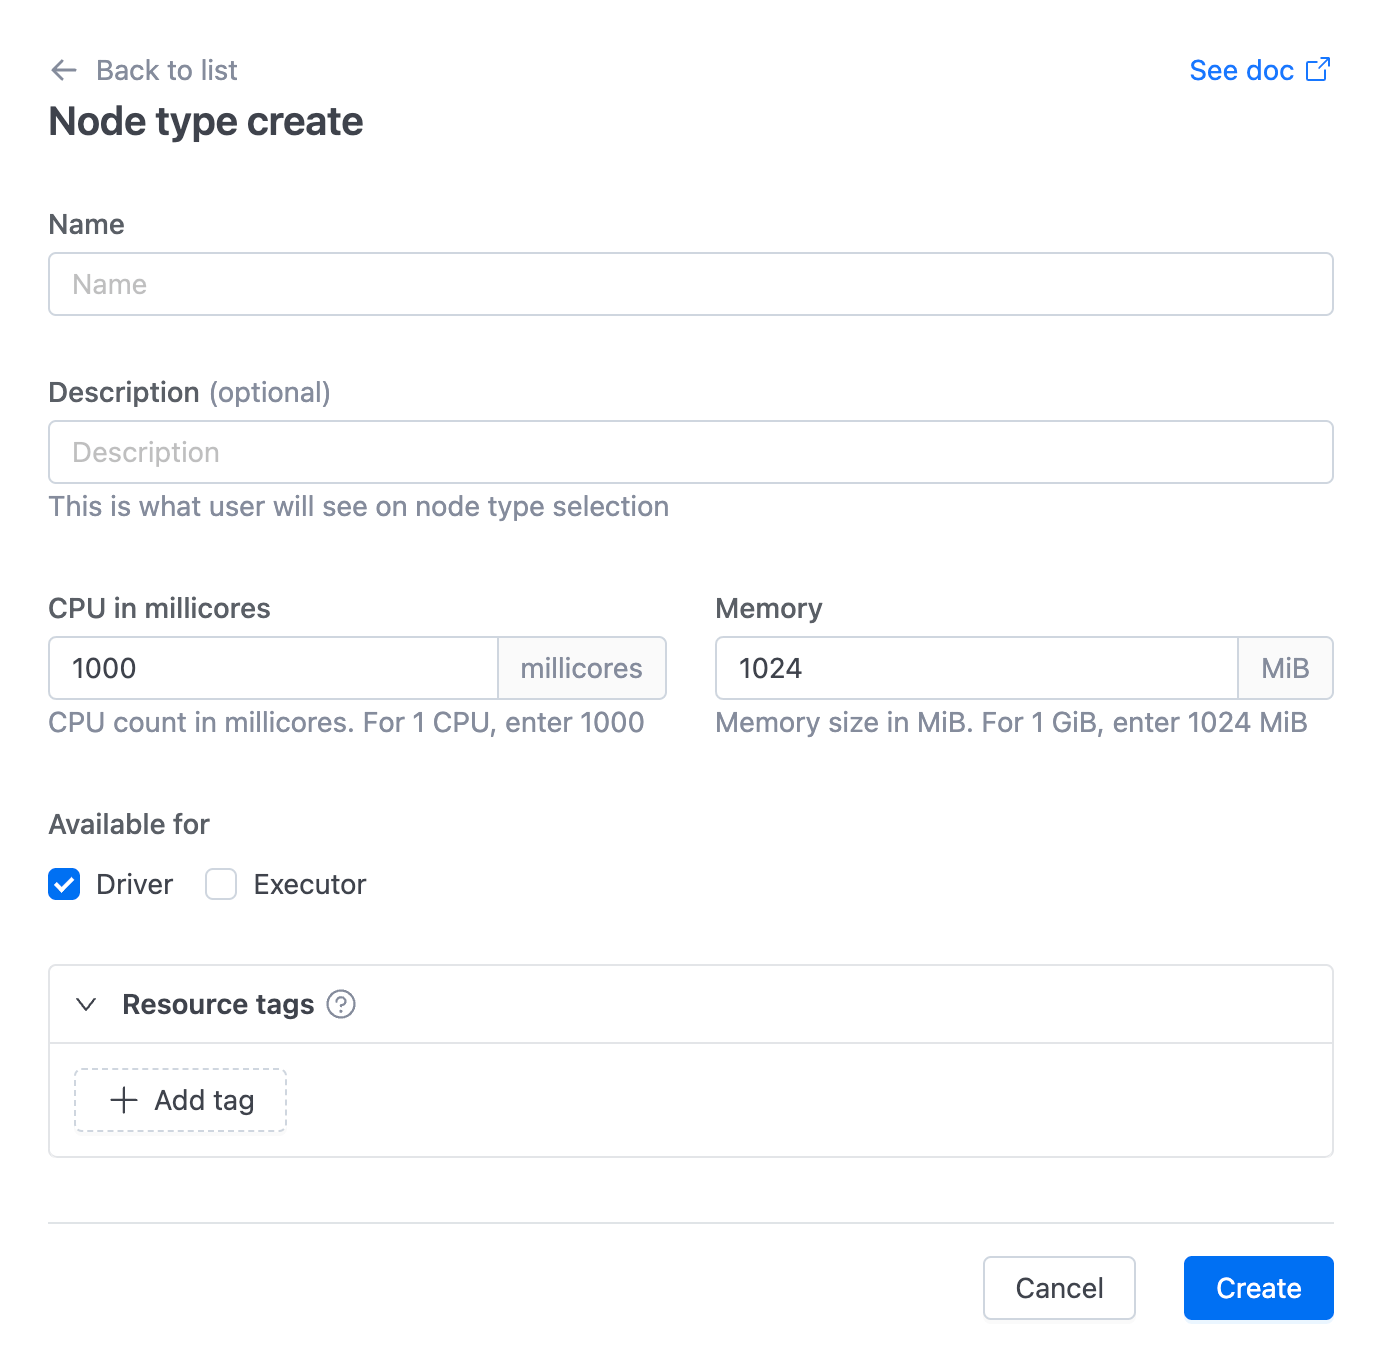 Back to list
See doc
Node type create
Name
Name
Description (optional)
Description
This is what user will see on node type selection
CPU in millicores
1000 millicores
CPU count in millicores. For 1 CPU, enter 1000
Memory
1024 MiB
Memory size in MiB. For 1 GiB, enter 1024 MiB
Available for
Driver Executor
Resource tags ?
Add tag
Cancel Create